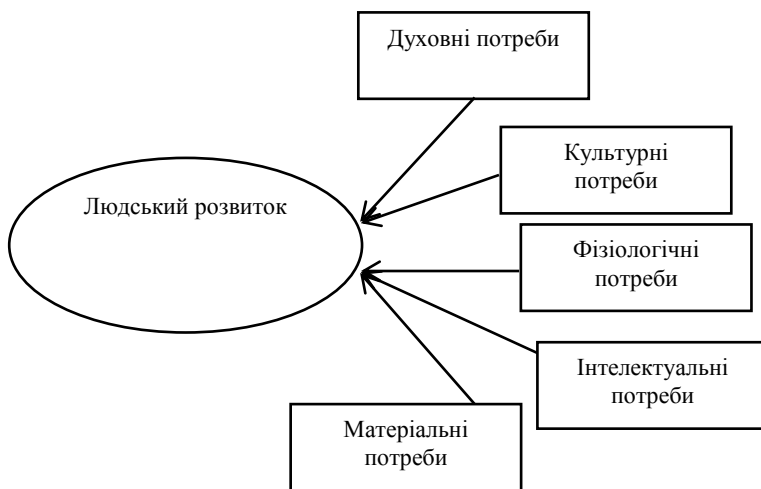 Духовні потреби
Культурні
потреби
Людський розвиток
Фізіологічні
потреби
Інтелектуальні
потреби
Матеріальні
потреби